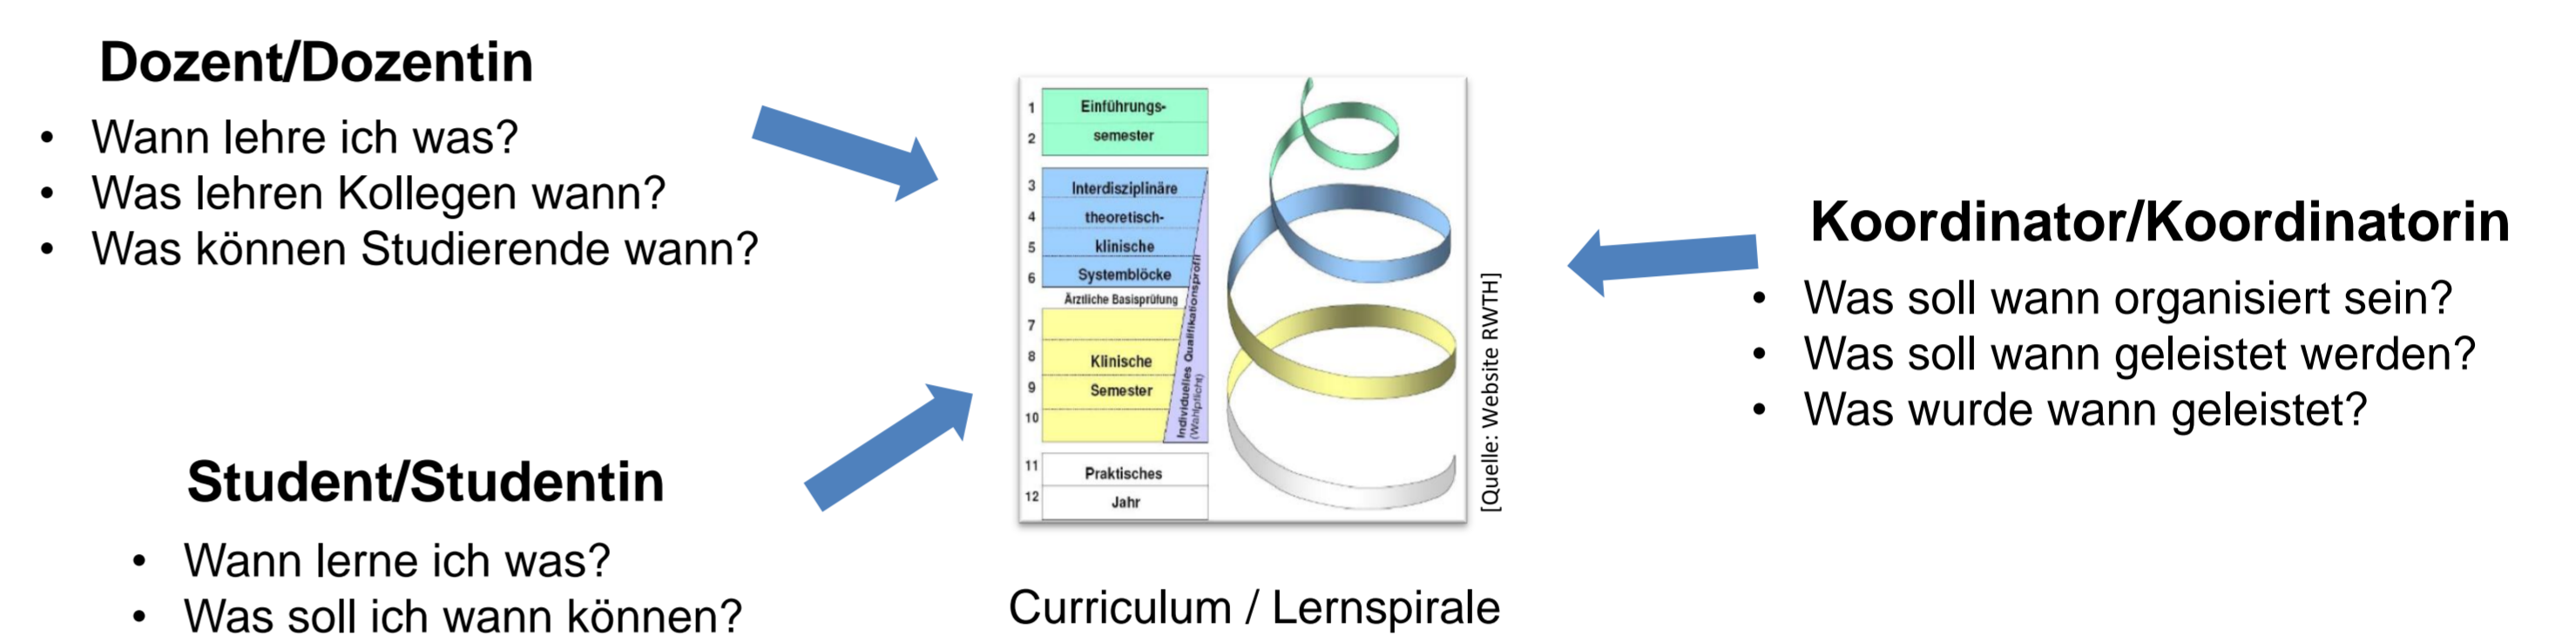 Dozent/Dozentin
• Wann lehre ich was?
• Was lehren Kollegen wann?
• Was können Studierende wann?
Student/Studentin
• Wann lerne ich was?
• Was soll ich wann können?
1 Einführungs-
2 semester
3 Interdisziplinäre
4 theoretisch-
5 klinische
6 Systemblöcke
Ärztliche Basisprüfung
7
8 Klinische
9 Semester
10
Individuelles Qualifikationsprofil
(Wahlpflicht)
11 Praktisches
12 Jahr
[Quelle: Website RWTH]
Curriculum / Lernspirale
Koordinator/Koordinatorin
• Was soll wann organisiert sein?
• Was soll wann geleistet werden?
• Was wurde wann geleistet?